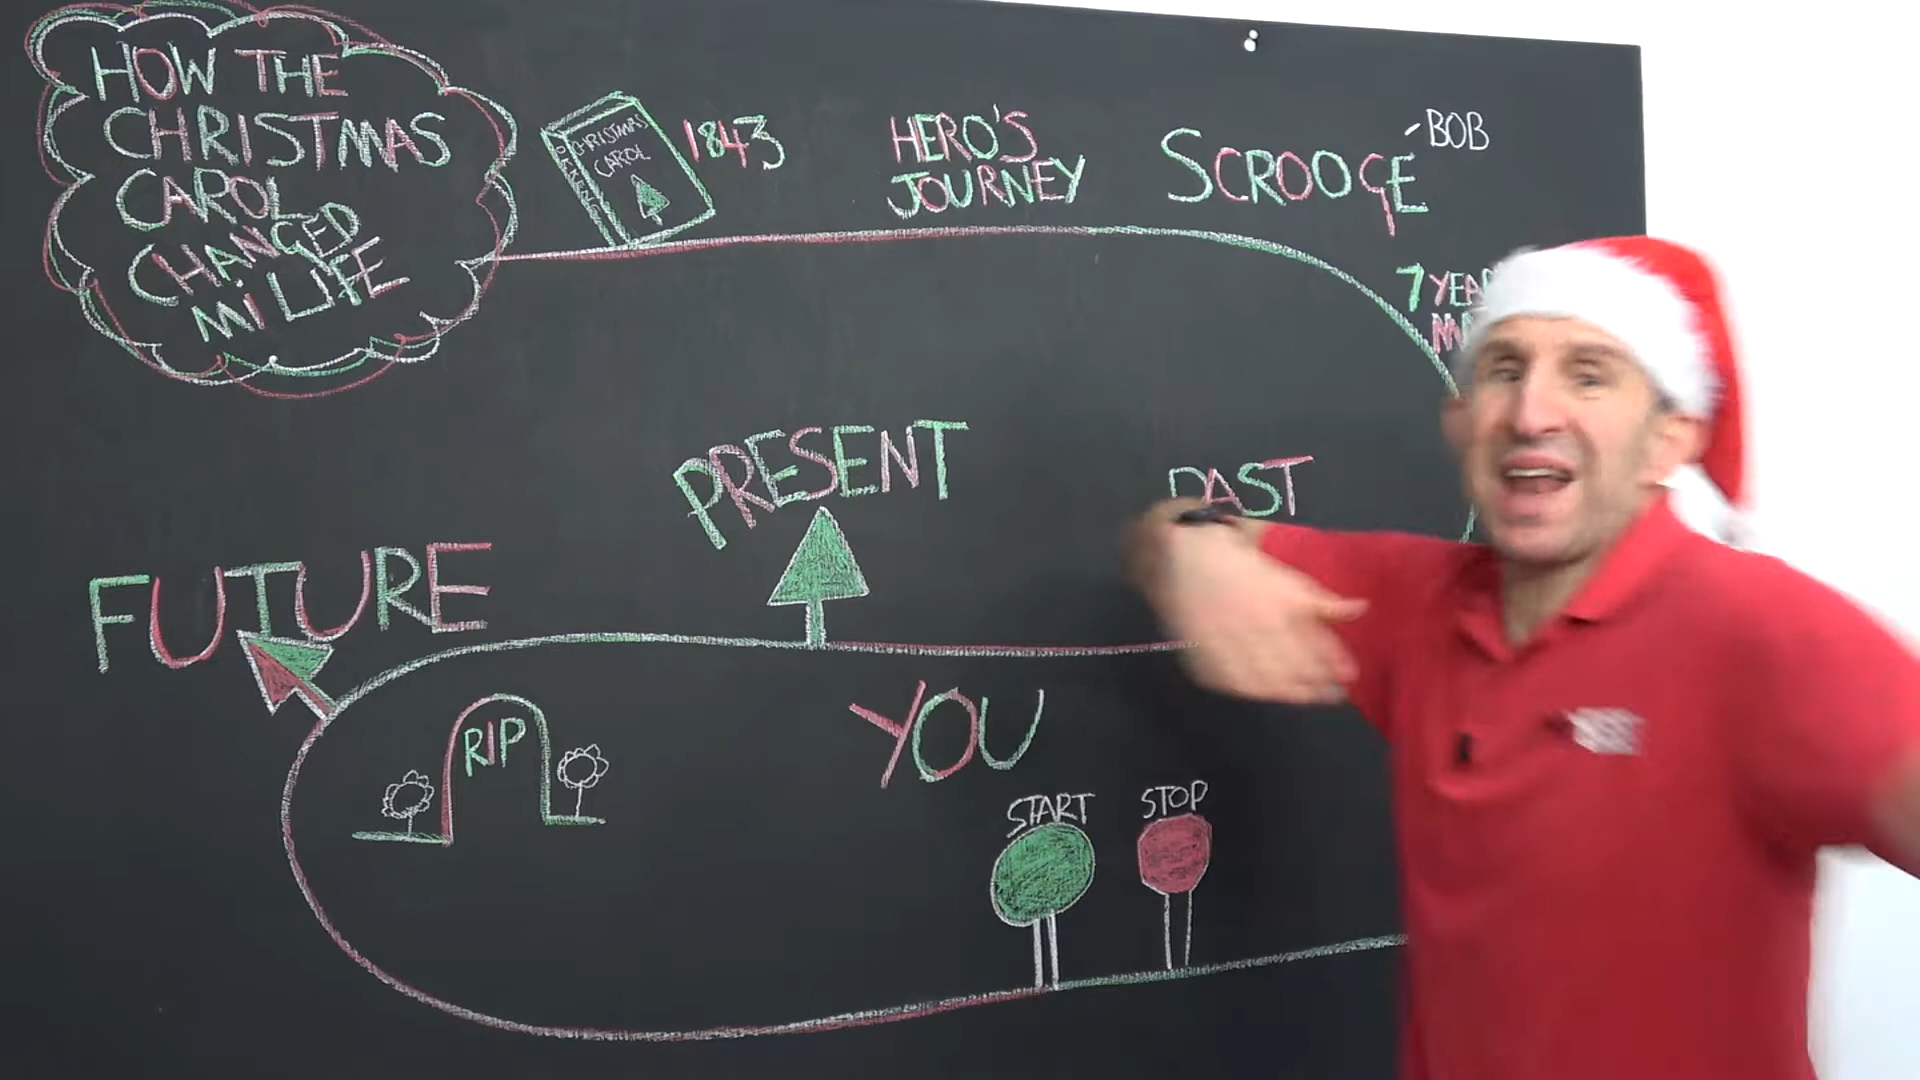 HOW THE
CHRISTMAS
CAROL
CHANGED
Mi LIFE
CHRISTMAS
CAROL
1843
HERO'S
JOURNEY
SCROOGE
BOB
7
PRESENT
PAST
FUTURE
RIP
YOU
START
STOP